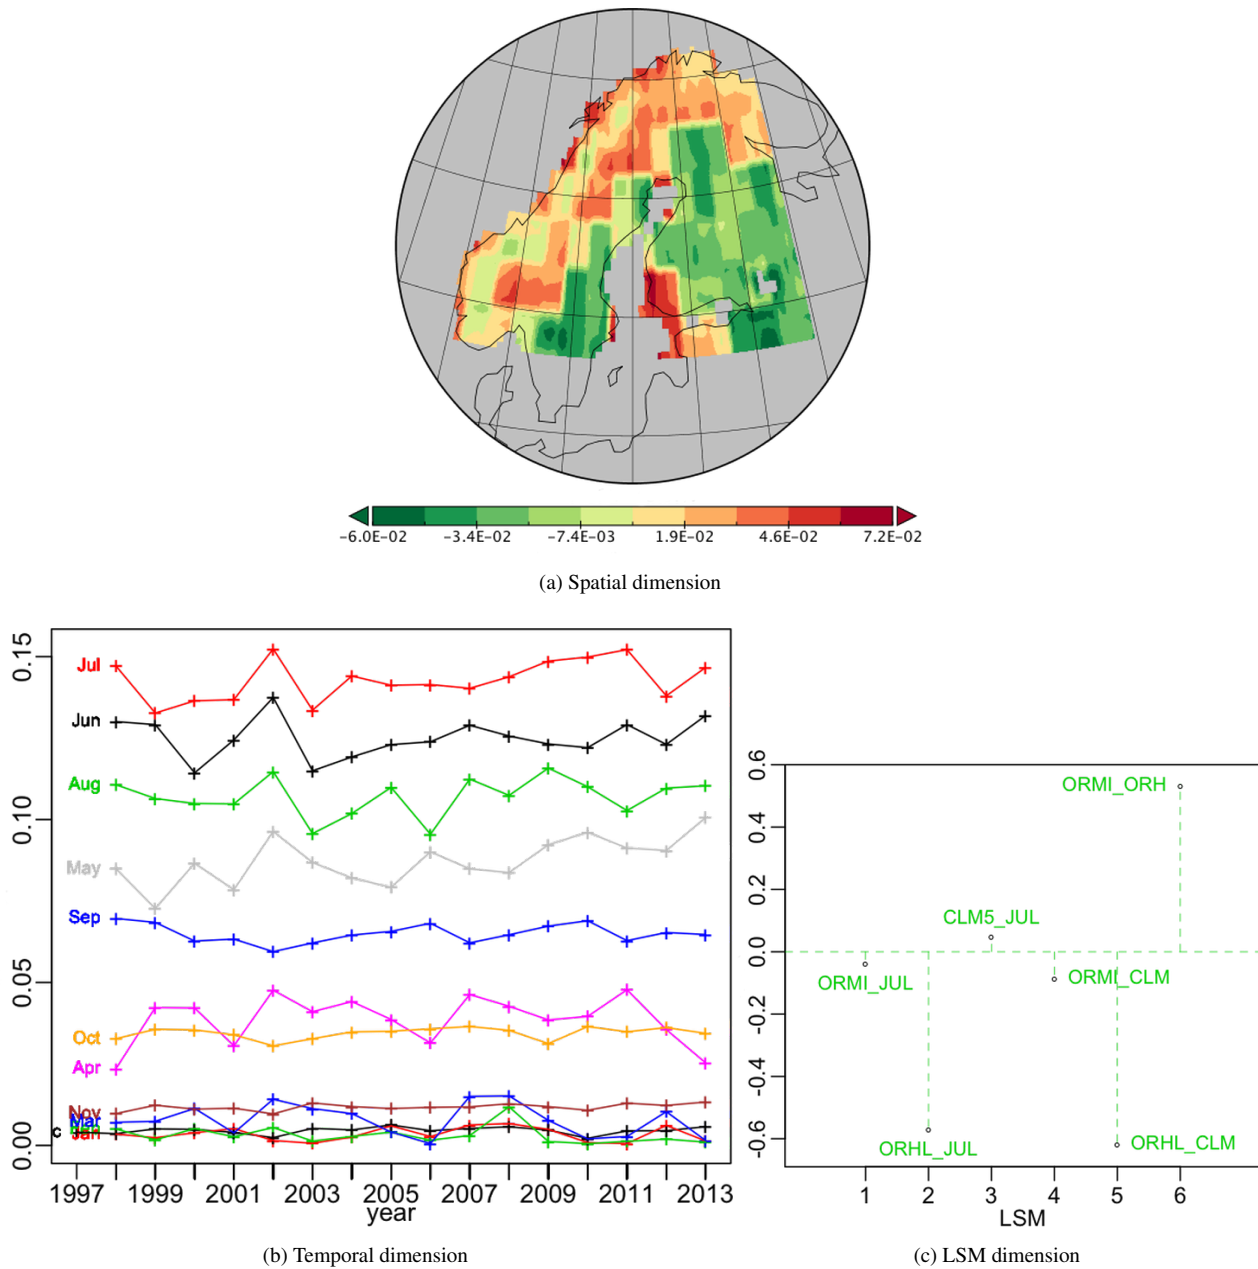 -6.0E-02 -3.4E-02 -7.4E-03 1.9E-02 4.6E-02 7.2E-02
(a) Spatial dimension
0.15
0.10
0.05
0.00
Jul
Jun
Aug
May
Sep
Oct
Apr
Nov
Mar
Jan
c
1997 1999 2001 2003 2005 2007 2009 2011 2013
year
(b) Temporal dimension
0.6
0.4
0.2
0.0
-0.2
-0.4
-0.6
ORMI_ORH
CLM5_JUL
ORMI_JUL
ORMI_CLM
ORHL_JUL
ORHL_CLM
1 2 3 4 5 6
LSM
(c) LSM dimension